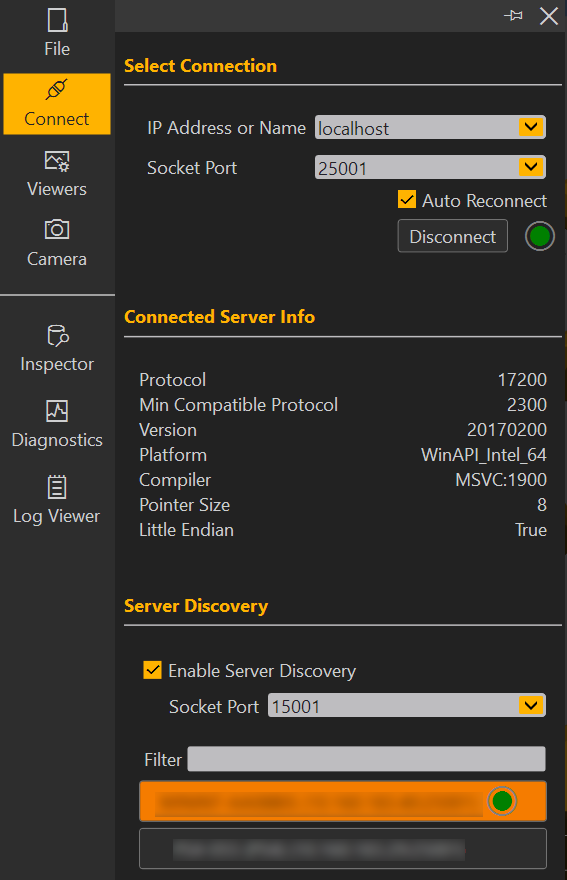 File
Connect
Viewers
Camera
Inspector
Diagnostics
Log Viewer
Select Connection
IP Address or Name localhost
Socket Port 25001
Auto Reconnect
Disconnect
Connected Server Info
Protocol 17200
Min Compatible Protocol 2300
Version 20170200
Platform WinAPI_Intel_64
Compiler MSVC:1900
Pointer Size 8
Little Endian True
Server Discovery
Enable Server Discovery
Socket Port 15001
Filter